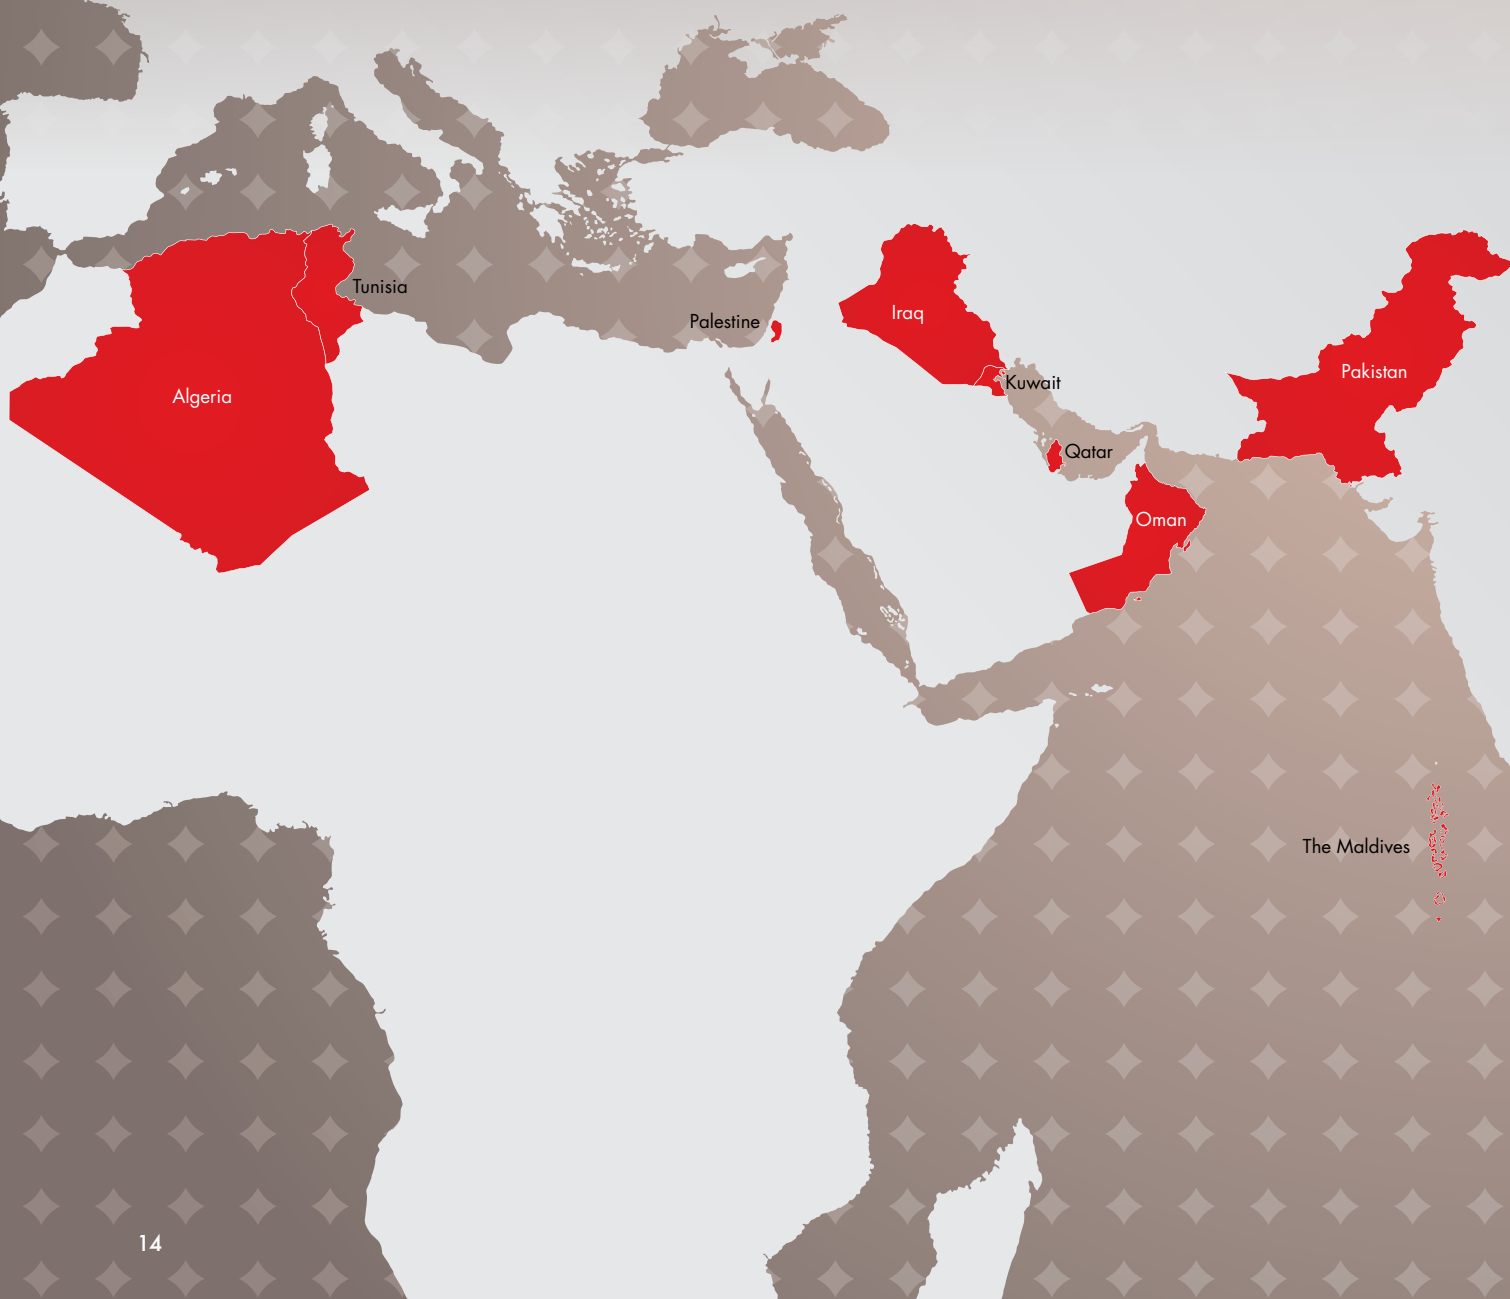 Tunisia
Palestine
Iraq
Algeria
Kuwait
Pakistan
Qatar
Oman
The Maldives
14